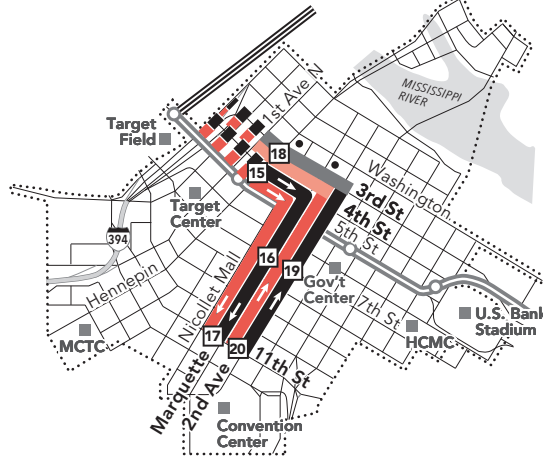 MISSISSIPPI
RIVER
1st Ave N
Target
Field
18
15
Washington
3rd St
4th St
5th St
Target
Center
394
Hennepin
Nicollet Mall
16
19
Gov't
Center
7th St
U.S. Bank
Stadium
HCMC
MCTC
17
20
11th St
Marquette
2nd Ave
Convention
Center